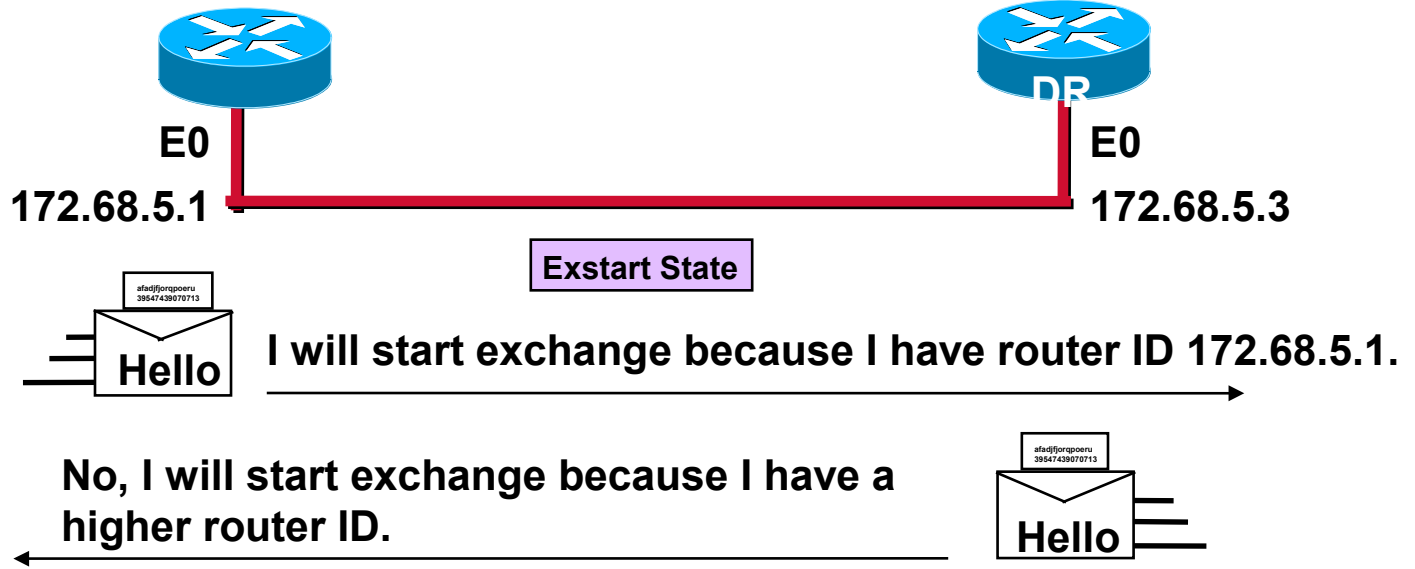 DR
E0
E0
172.68.5.1
172.68.5.3
Exstart State
afadjfjorqpoeru
39547439070713
Hello
I will start exchange because I have router ID 172.68.5.1.
No, I will start exchange because I have a
higher router ID.
afadjfjorqpoeru
39547439070713
Hello